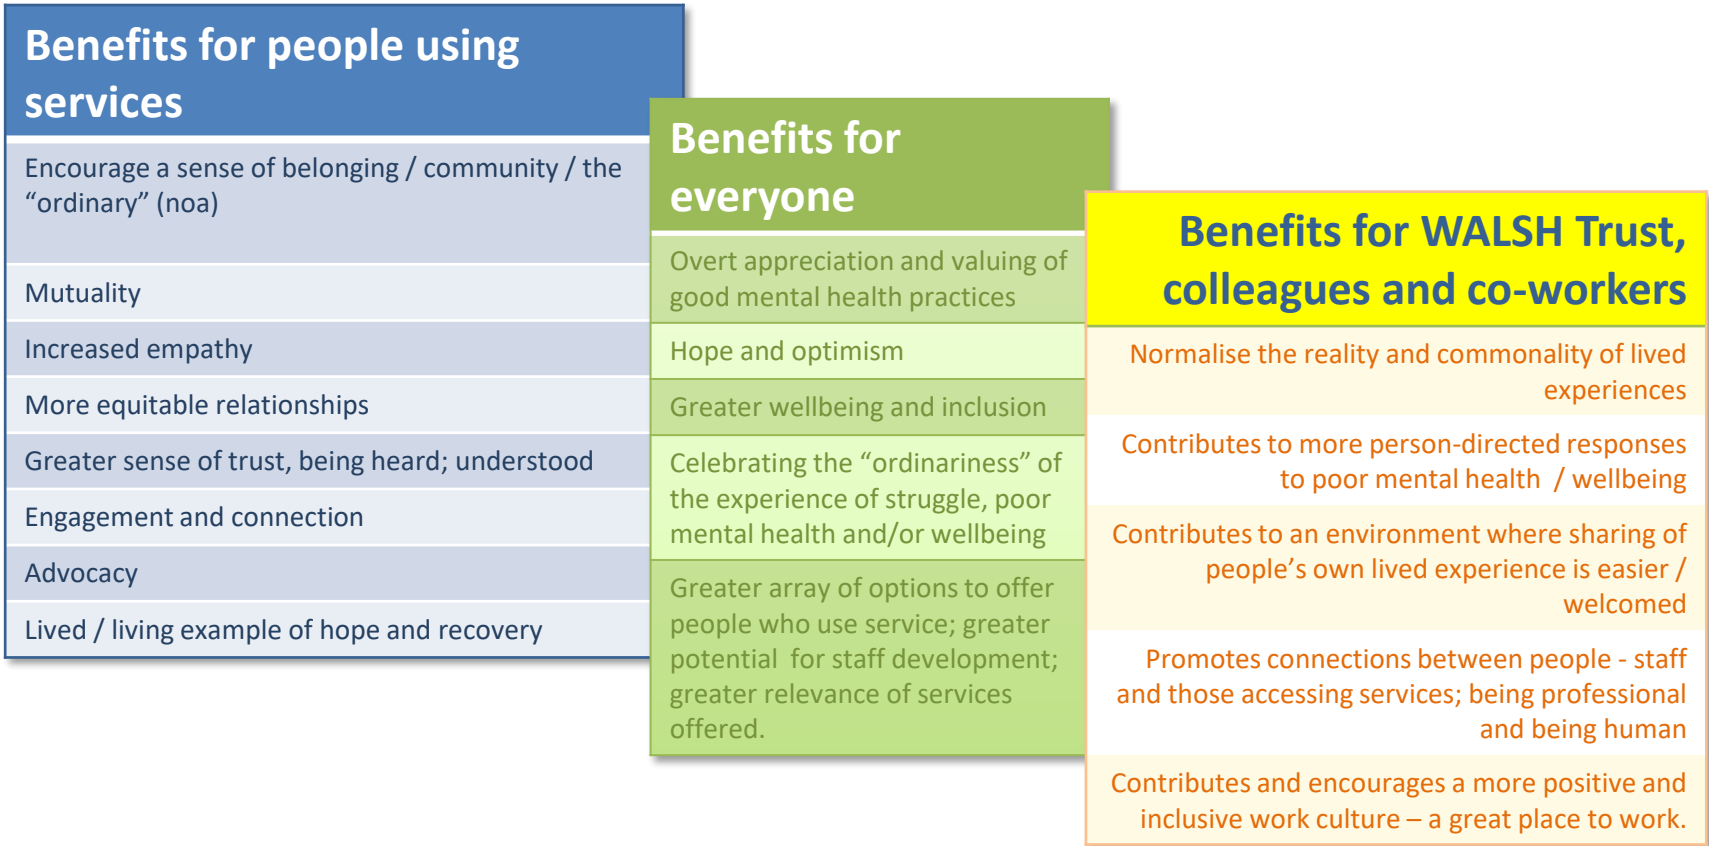 Benefits for people using
services
Encourage a sense of belonging / community / the
“ordinary” (noa)
Mutuality
Increased empathy
More equitable relationships
Greater sense of trust, being heard; understood
Engagement and connection
Advocacy
Lived / living example of hope and recovery
Benefits for
everyone
Overt appreciation and valuing of
good mental health practices
Hope and optimism
Greater wellbeing and inclusion
Celebrating the “ordinariness” of
the experience of struggle, poor
mental health and/or wellbeing
Greater array of options to offer
people who use service; greater
potential  for staff development;
greater relevance of services
offered.
Benefits for WALSH Trust,
colleagues and co-workers
Normalise the reality and commonality of lived
experiences
Contributes to more person-directed responses
to poor mental health  / wellbeing
Contributes to an environment where sharing of
people’s own lived experience is easier /
welcomed
Promotes connections between people - staff
and those accessing services; being professional
and being human
Contributes and encourages a more positive and
inclusive work culture – a great place to work.